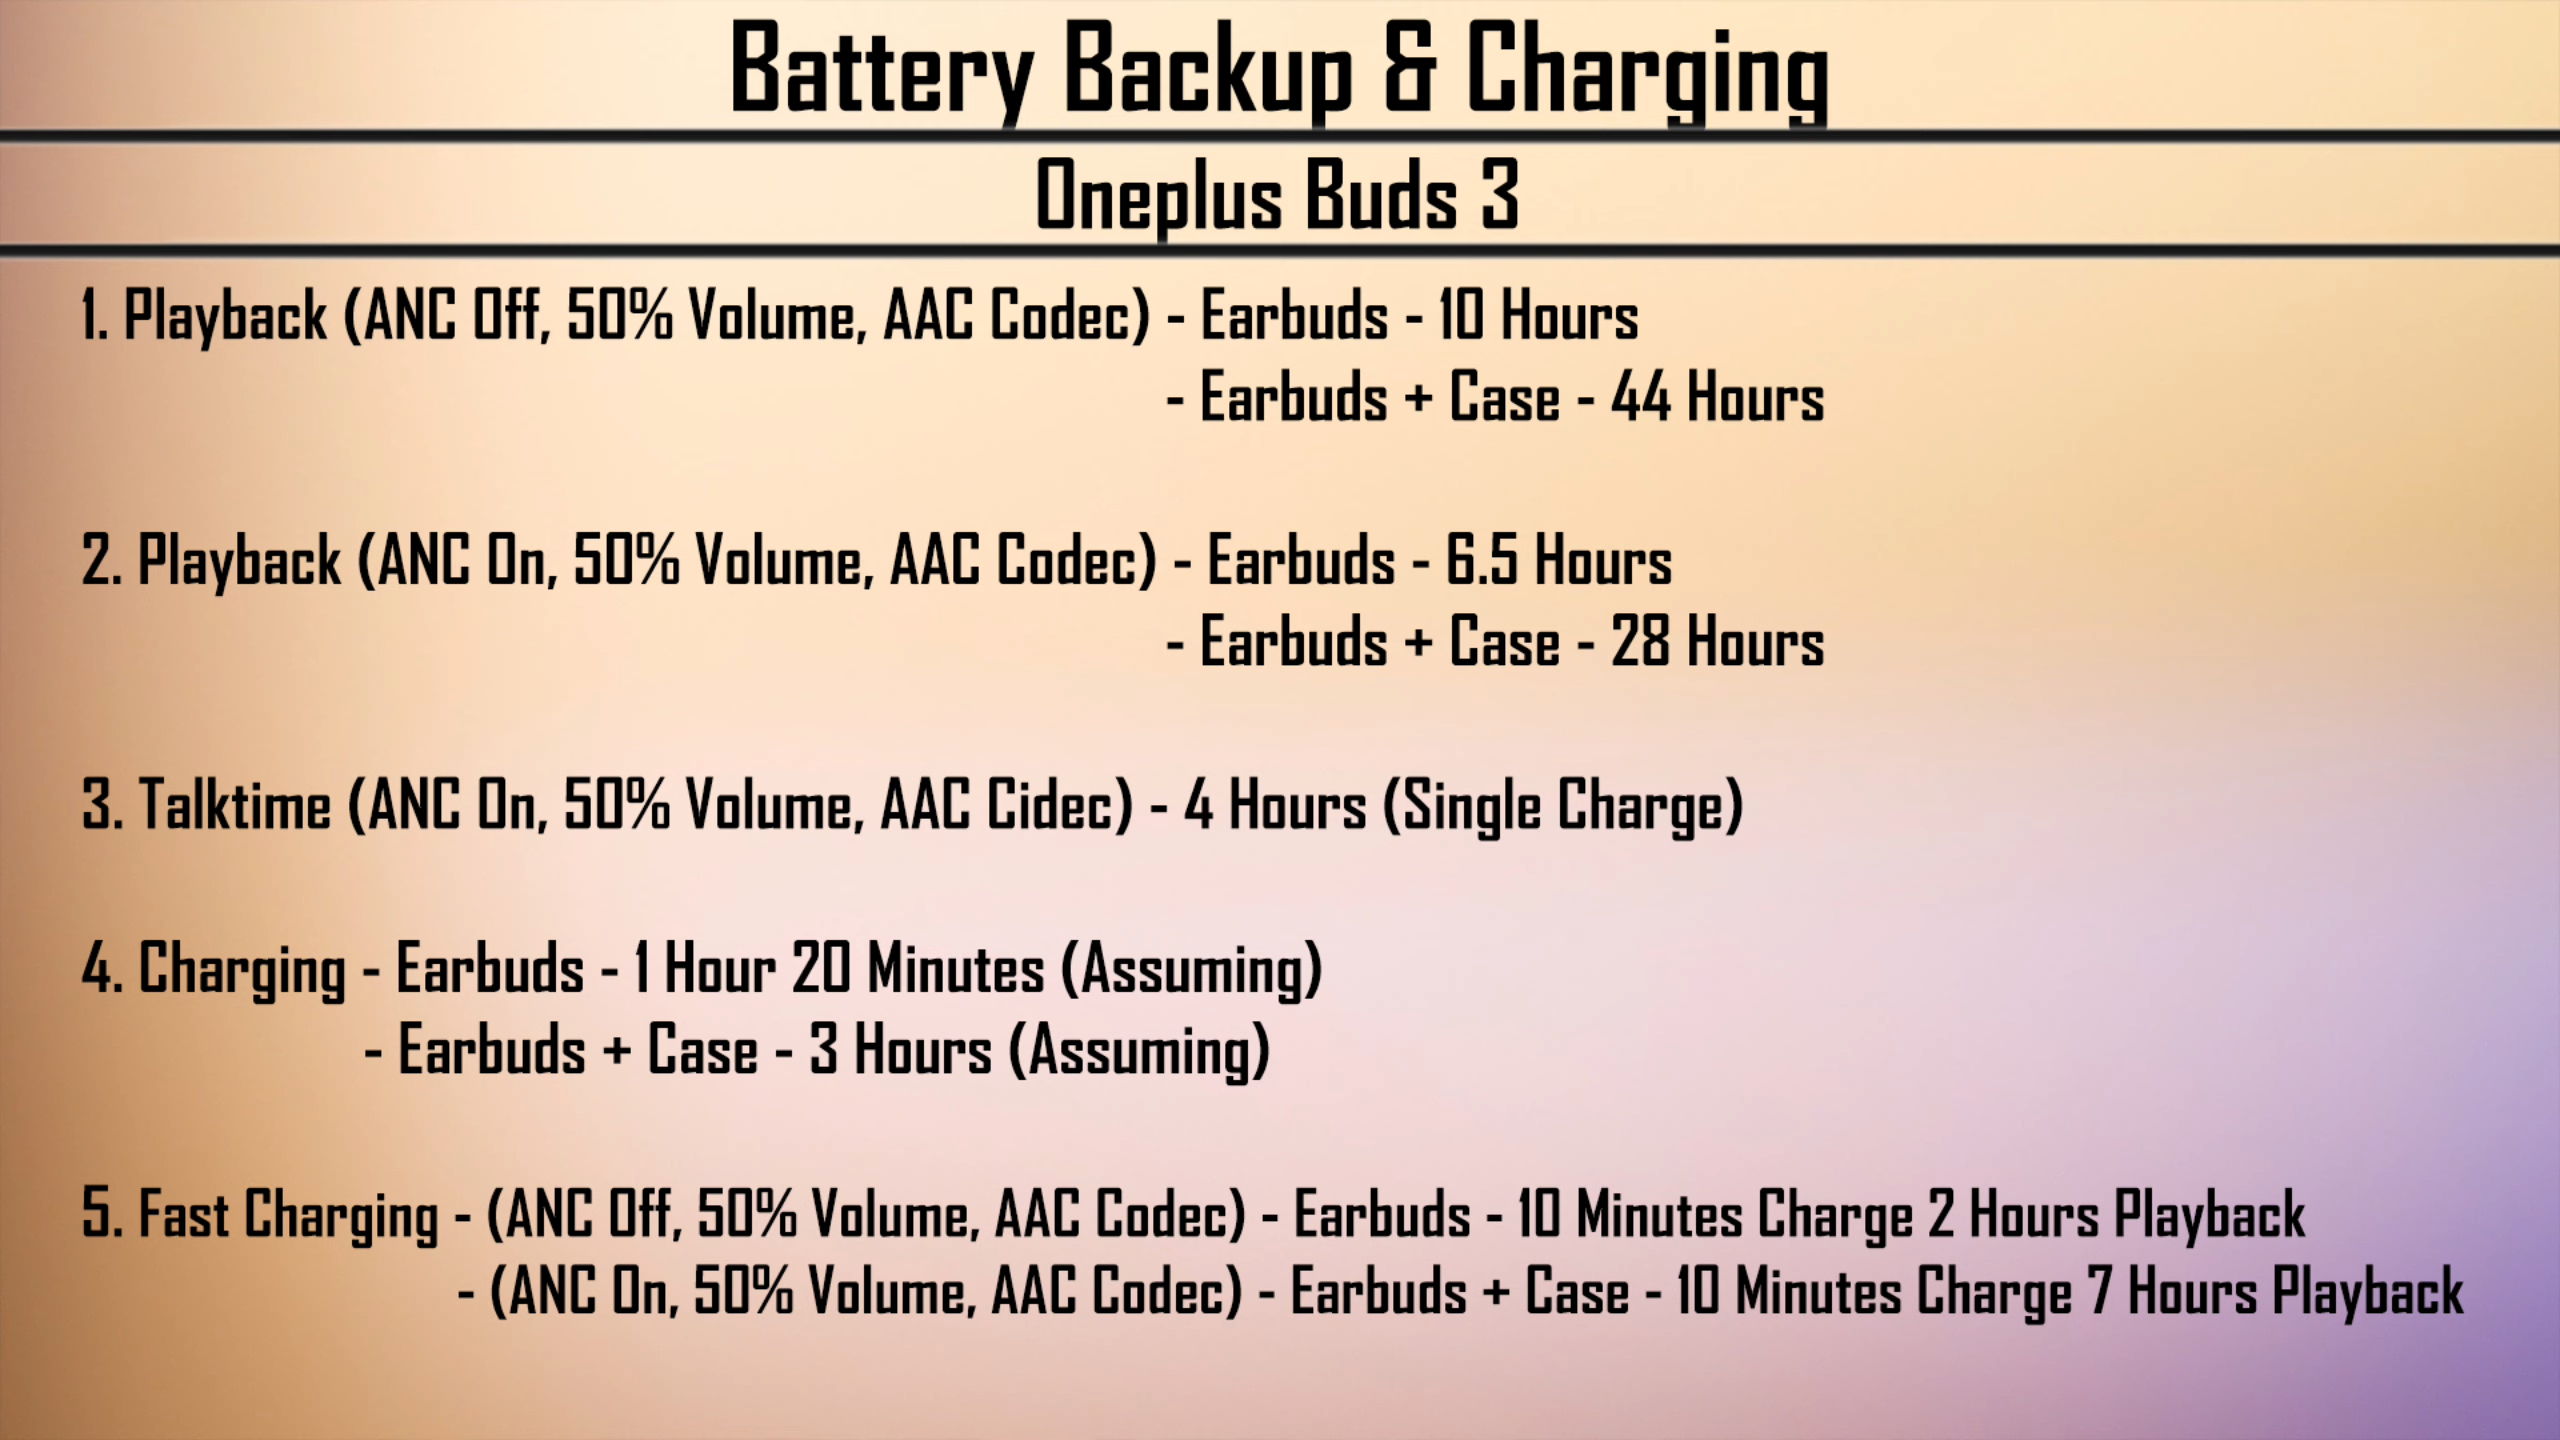 Battery Backup & Charging
Oneplus Buds 3
1. Playback (ANC Off, 50% Volume, AAC Codec) - Earbuds - 10 Hours
- Earbuds + Case - 44 Hours
2. Playback (ANC On, 50% Volume, AAC Codec) - Earbuds - 6.5 Hours
- Earbuds + Case - 28 Hours
3. Talktime (ANC On, 50% Volume, AAC Cidec) - 4 Hours (Single Charge)
4. Charging - Earbuds - 1 Hour 20 Minutes (Assuming)
- Earbuds + Case - 3 Hours (Assuming)
5. Fast Charging - (ANC Off, 50% Volume, AAC Codec) - Earbuds - 10 Minutes Charge 2 Hours Playback
- (ANC On, 50% Volume, AAC Codec) - Earbuds + Case - 10 Minutes Charge 7 Hours Playback